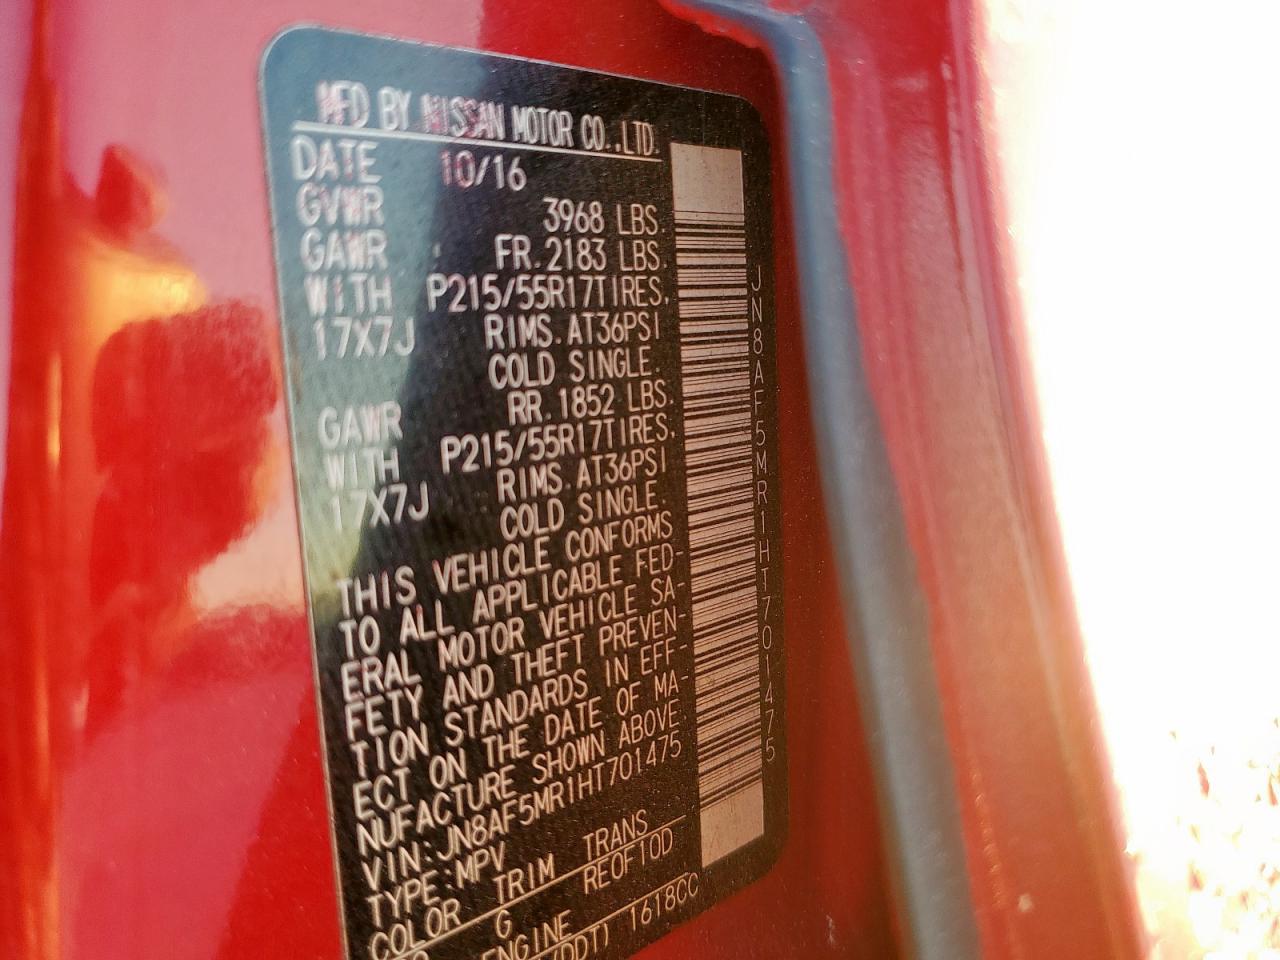 MFD BY NISSAN MOTOR CO.,LTD.
DATE 10/16
GVWR 3968 LBS.
GAWR FR. 2183 LBS.
WITH P215/55R17TIRES,
17X7J RIMS. AT36PSI
COLD SINGLE.
GAWR RR. 1852 LBS.
WITH P215/55R17TIRES,
17X7J RIMS. AT36PSI
COLD SINGLE.
THIS VEHICLE CONFORMS
TO ALL APPLICABLE FED-
ERAL MOTOR VEHICLE SA-
FETY AND THEFT PREVEN-
TION STANDARDS IN EFF-
ECT ON THE DATE OF MA-
NUFACTURE SHOWN ABOVE
VIN:JN8AF5MR1HT701475
TYPE:MPV
COLOR TRIM TRANS
G REOF10D
ENGINE
1618CC
JN8AF5MR1HT701475